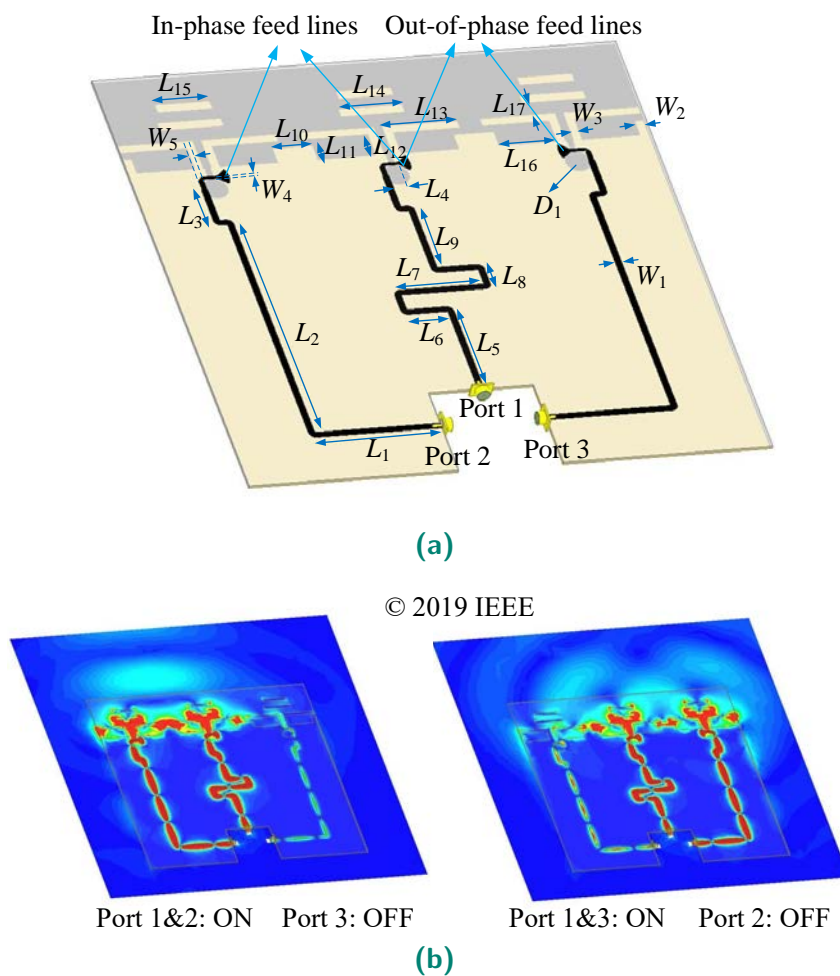 In-phase feed lines Out-of-phase feed lines
L15
L14
L13
L17
W3
W2
W5
L10
L11
L12
L16
W4
L4
D1
L3
L9
L7
L8
W1
L2
L6
L5
Port 1
L1
Port 2
Port 3
(a)
© 2019 IEEE
Port 1&2: ON Port 3: OFF
Port 1&3: ON Port 2: OFF
(b)